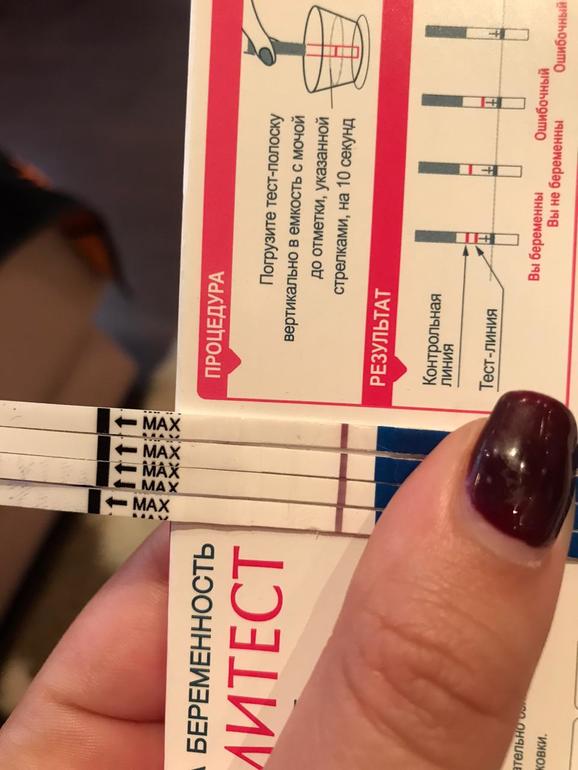 ПРОЦЕДУРА
Погрузите тест-полоску
вертикально в емкость с мочой
до отметки, указанной
стрелками, на 10 секунд
РЕЗУЛЬТАТ
Контрольная
линия
Тест-линия
Вы беременны
Вы не беременны
Ошибочный
Ошибочный
MAX
MAX
MAX
MAX
MAX
БЕРЕМЕННОСТЬ
ИТЕСТ